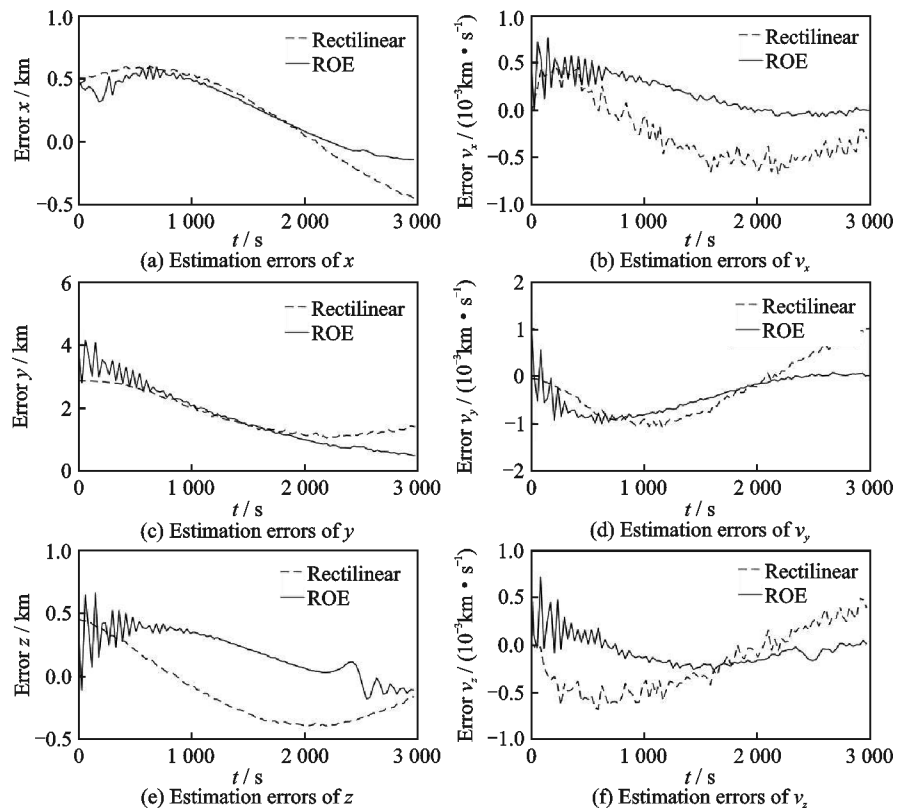 1.0
0.5
0.0
−0.5
Error x / km
Rectilinear
ROE
0
1 000
2 000
3 000
t / s
(a) Estimation errors of x
1.0
0.5
0.0
−0.5
−1.0
Error vx / (10⁻³km • s⁻¹)
Rectilinear
ROE
0
1 000
2 000
3 000
t / s
(b) Estimation errors of vx
6
4
2
0
Error y / km
Rectilinear
ROE
0
1 000
2 000
3 000
t / s
(c) Estimation errors of y
2
1
0
−1
−2
Error vy / (10⁻³km • s⁻¹)
Rectilinear
ROE
0
1 000
2 000
3 000
t / s
(d) Estimation errors of vy
1.0
0.5
0.0
−0.5
Error z / km
Rectilinear
ROE
0
1 000
2 000
3 000
t / s
(e) Estimation errors of z
1.0
0.5
0.0
−0.5
−1.0
Error vz / (10⁻³km • s⁻¹)
Rectilinear
ROE
0
1 000
2 000
3 000
t / s
(f) Estimation errors of vz